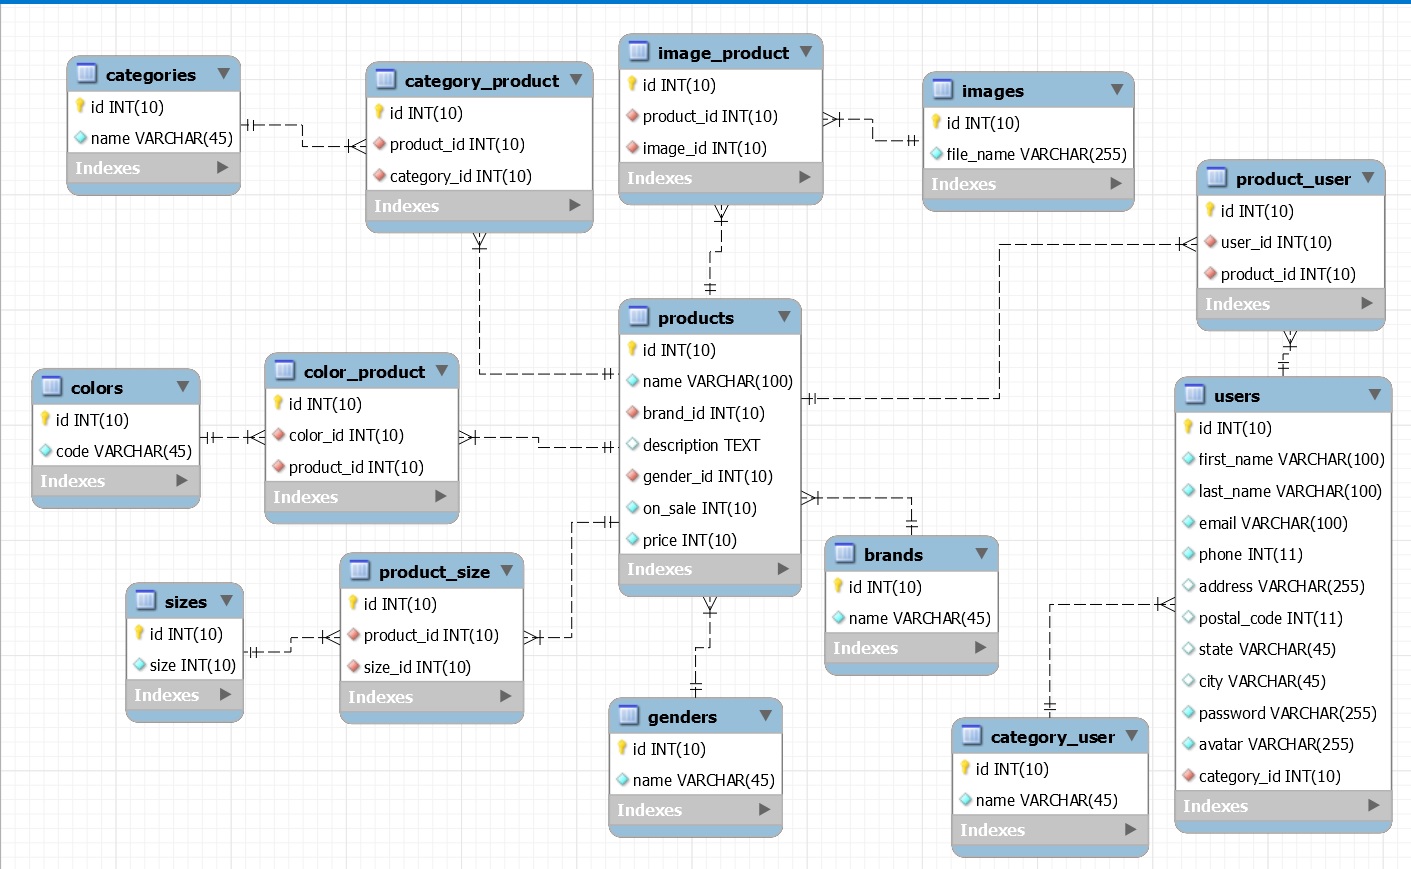 categories
id INT(10)
name VARCHAR(45)
Indexes
category_product
id INT(10)
product_id INT(10)
category_id INT(10)
Indexes
image_product
id INT(10)
product_id INT(10)
image_id INT(10)
Indexes
images
id INT(10)
file_name VARCHAR(255)
Indexes
product_user
id INT(10)
user_id INT(10)
product_id INT(10)
Indexes
colors
id INT(10)
code VARCHAR(45)
Indexes
color_product
id INT(10)
color_id INT(10)
product_id INT(10)
Indexes
products
id INT(10)
name VARCHAR(100)
brand_id INT(10)
description TEXT
gender_id INT(10)
on_sale INT(10)
price INT(10)
Indexes
users
id INT(10)
first_name VARCHAR(100)
last_name VARCHAR(100)
email VARCHAR(100)
phone INT(11)
address VARCHAR(255)
postal_code INT(11)
state VARCHAR(45)
city VARCHAR(45)
password VARCHAR(255)
avatar VARCHAR(255)
category_id INT(10)
Indexes
sizes
id INT(10)
size INT(10)
Indexes
product_size
id INT(10)
product_id INT(10)
size_id INT(10)
Indexes
brands
id INT(10)
name VARCHAR(45)
Indexes
genders
id INT(10)
name VARCHAR(45)
Indexes
category_user
id INT(10)
name VARCHAR(45)
Indexes